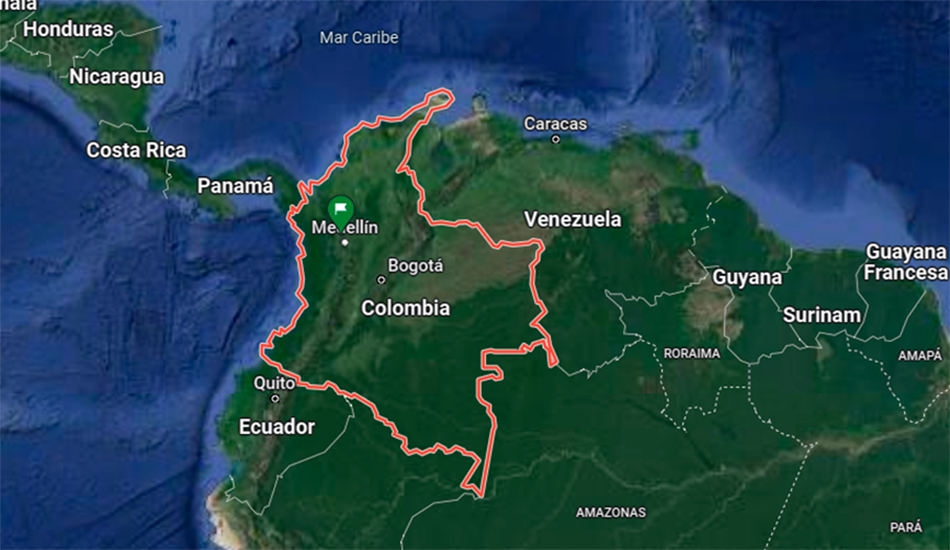 Honduras
Mar Caribe
Nicaragua
Caracas
Costa Rica
Panamá
Venezuela
Medellín
Guayana
Francesa
Bogotá
Guyana
Colombia
Surinam
RORAIMA
AMAPÁ
Quito
Ecuador
AMAZONAS
PARÁ